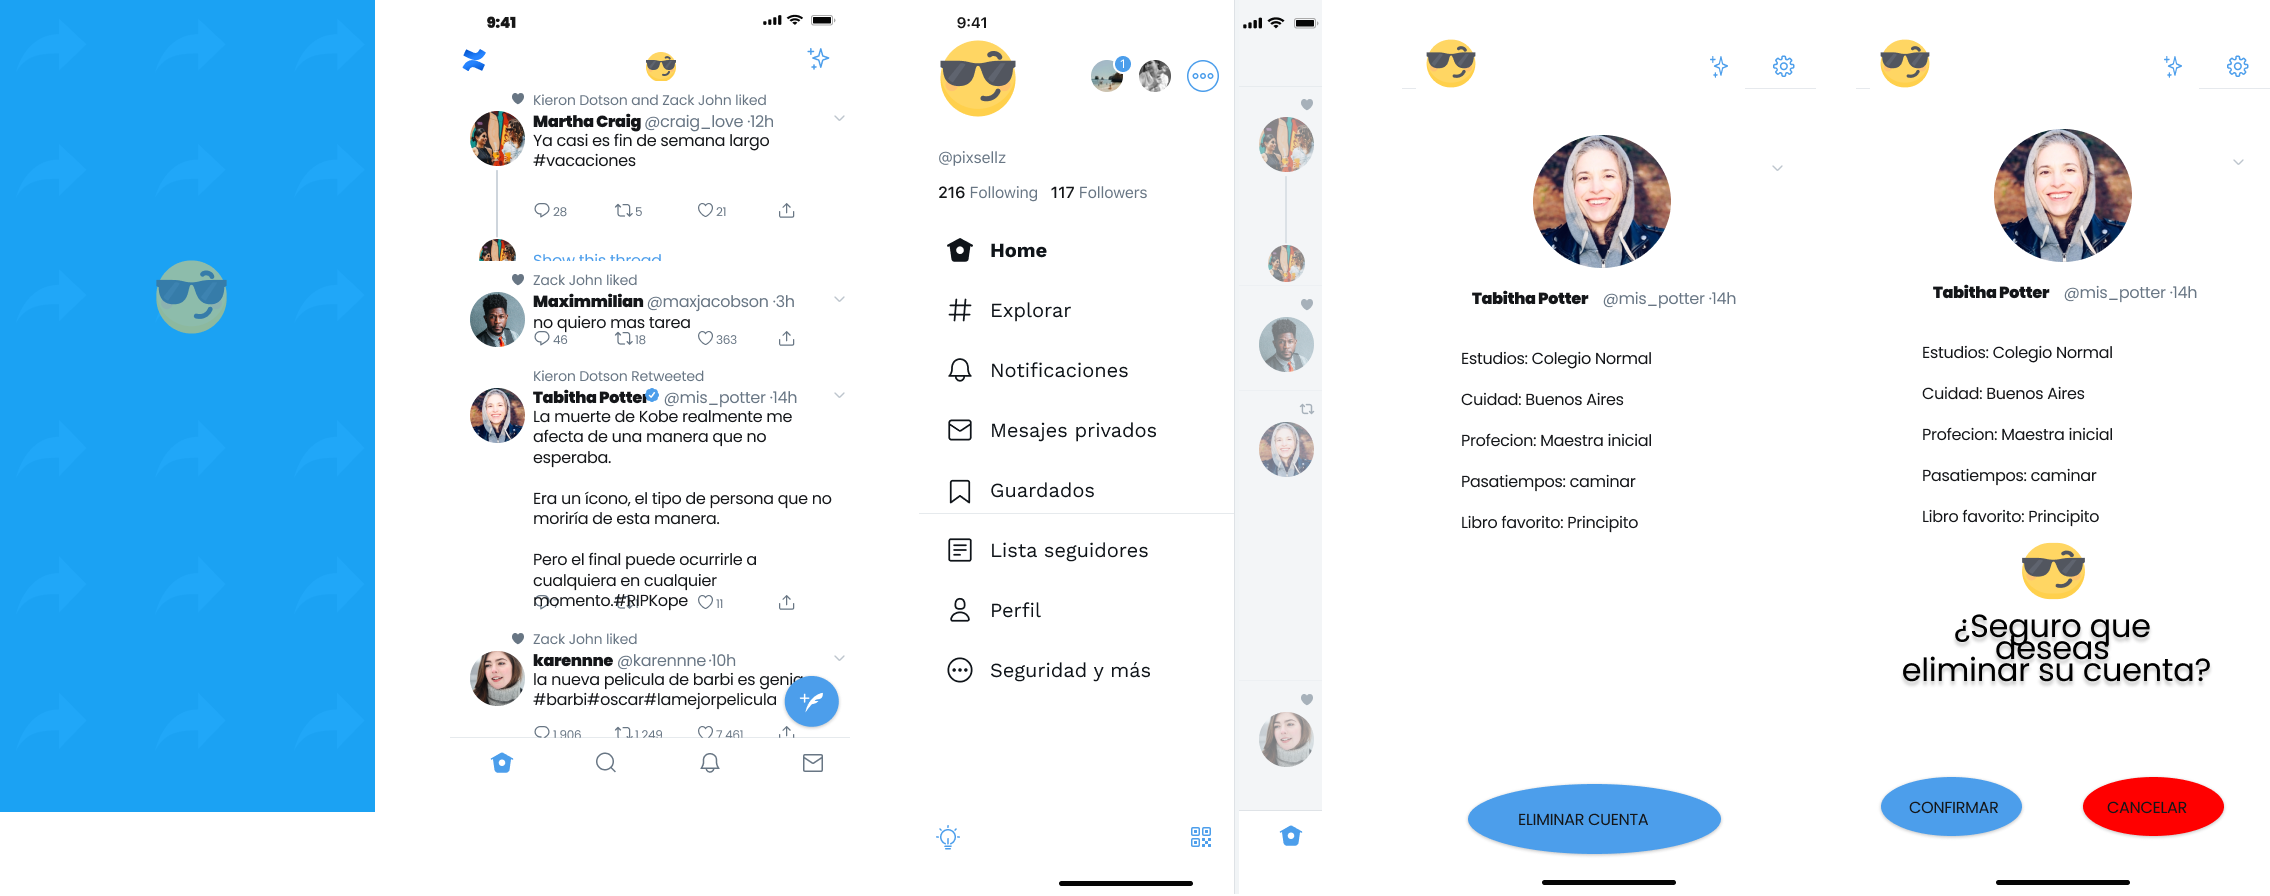 9:41
Kieron Dotson and Zack John liked
Martha Craig @craig_love ·12h
Ya casi es fin de semana largo
#vacaciones
28 5 21
Show this thread
Zack John liked
Maximmilian @maxjacobson ·3h
no quiero mas tarea
46 18 363
Kieron Dotson Retweeted
Tabitha Potter @mis_potter ·14h
La muerte de Kobe realmente me
afecta de una manera que no
esperaba.
Era un ícono, el tipo de persona que no
moriría de esta manera.
Pero el final puede ocurrirle a
cualquiera en cualquier
momento.#RIPKope
11
Zack John liked
karennne @karennne ·10h
la nueva pelicula de barbi es genia
#barbi#oscar#lamejorpelicula
1,906 1,249 7,461
9:41
1
@pixsellz
216 Following 117 Followers
Home
Explorar
Notificaciones
Mesajes privados
Guardados
Lista seguidores
Perfil
Seguridad y más
Tabitha Potter @mis_potter ·14h
Estudios: Colegio Normal
Cuidad: Buenos Aires
Profecion: Maestra inicial
Pasatiempos: caminar
Libro favorito: Principito
ELIMINAR CUENTA
Tabitha Potter @mis_potter ·14h
Estudios: Colegio Normal
Cuidad: Buenos Aires
Profecion: Maestra inicial
Pasatiempos: caminar
Libro favorito: Principito
¿Seguro que
deseas
eliminar su cuenta?
CONFIRMAR
CANCELAR